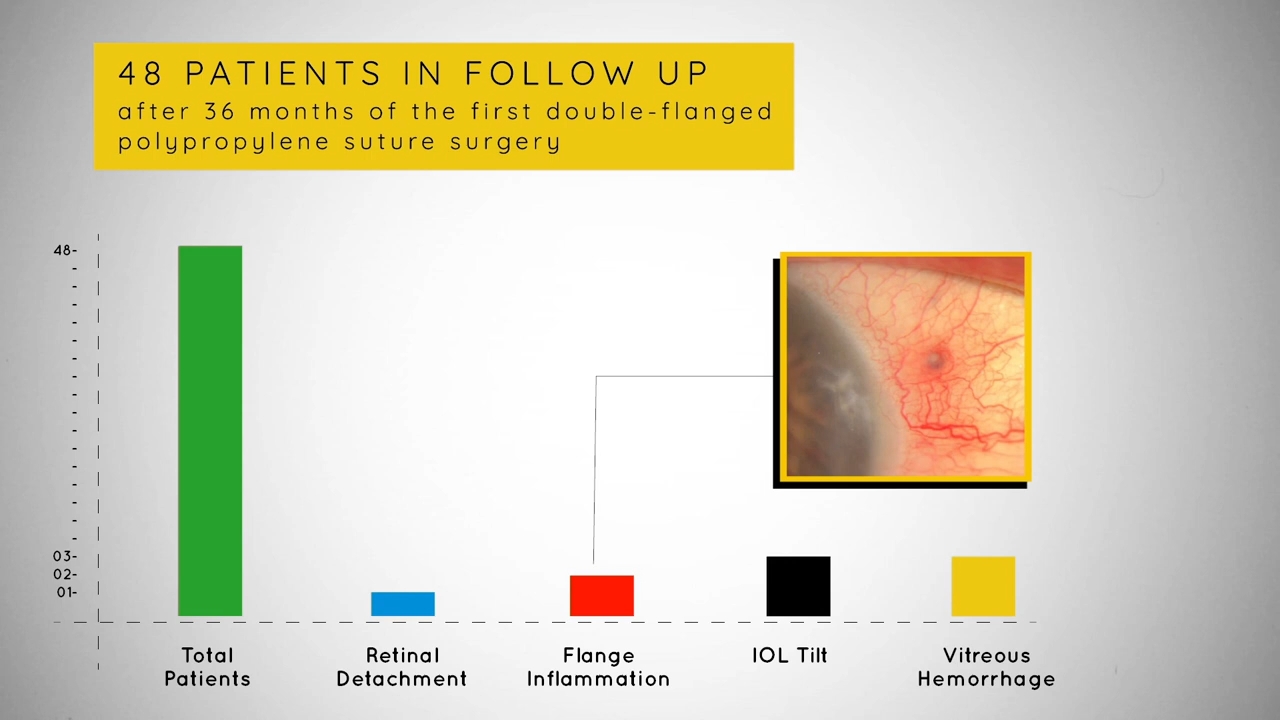 48 PATIENTS IN FOLLOW UP
after 36 months of the first double-flanged
polypropylene suture surgery
48-
03-
02-
01-
Total
Patients
Retinal
Detachment
Flange
Inflammation
IOL Tilt
Vitreous
Hemorrhage